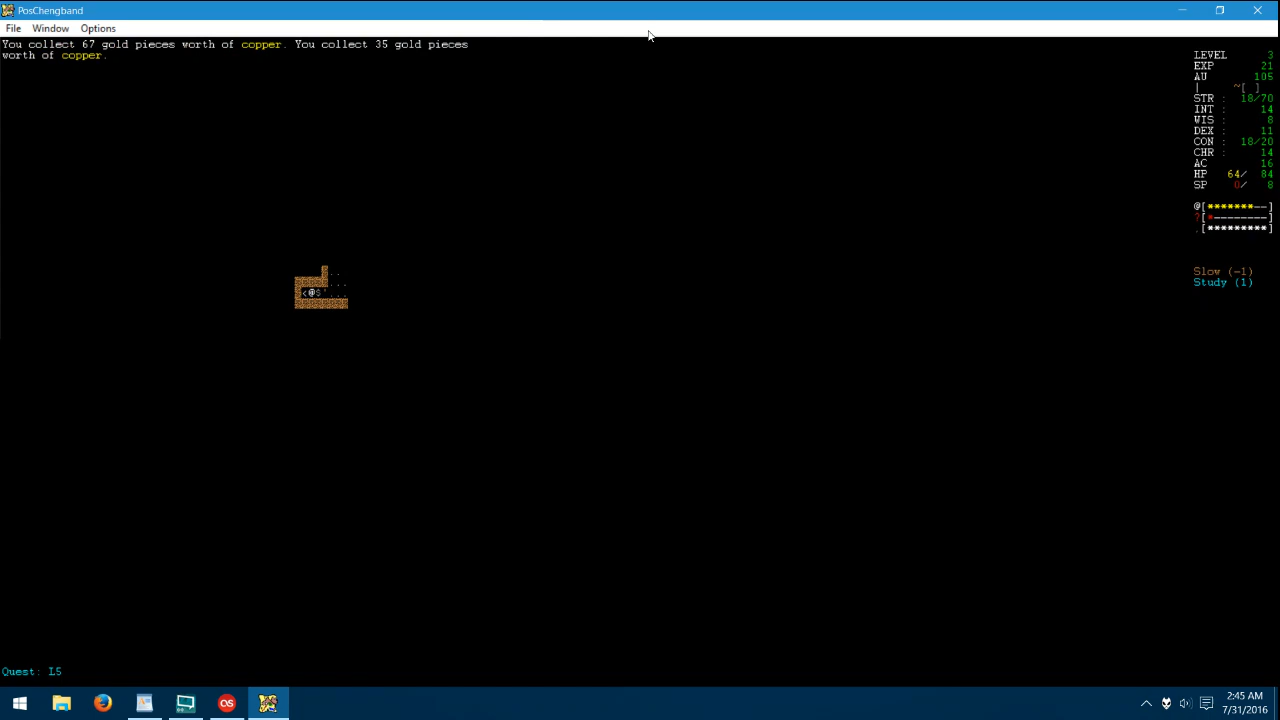 PosChengband
File Window Options
You collect 67 gold pieces worth of copper. You collect 35 gold pieces
worth of copper.
LEVEL 3
EXP 21
AU 105
| ~[ ]
STR : 18/70
INT : 14
WIS : 8
DEX : 11
CON : 18/20
CHR : 14
AC 16
HP 64/ 84
SP 0/ 8
@[*******--]
?[*--------]
.[*********]
Slow (-1)
Study (1)
..
...
<@$'...
Quest: L5
2:45 AM
7/31/2016